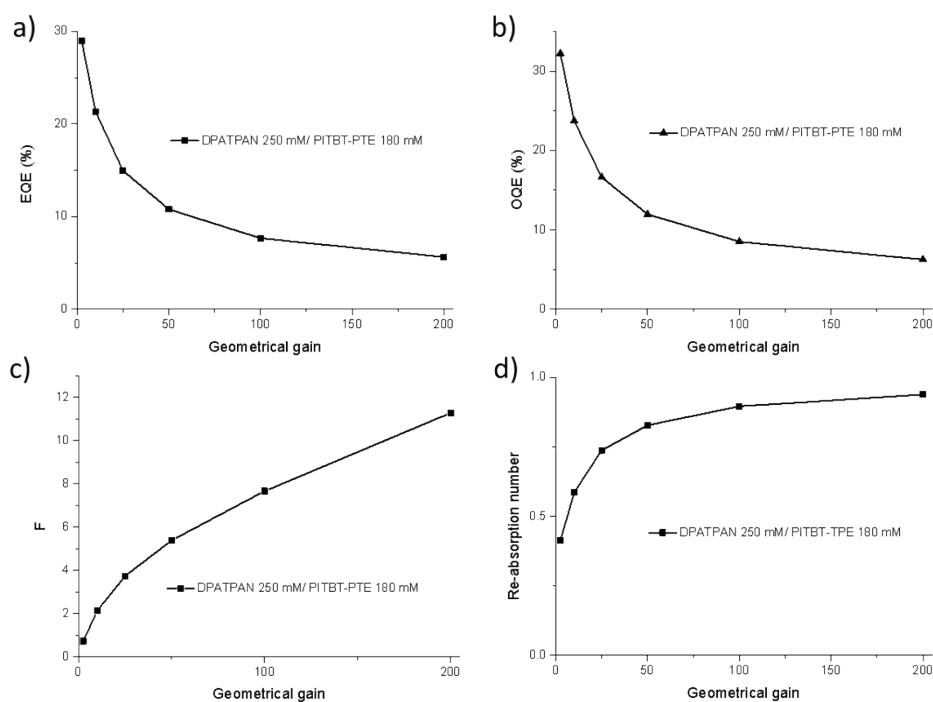 a)
30
20
10
0
EQE (%)
DPATPAN 250 mM/ PITBT-PTE 180 mM
0 50 100 150 200
Geometrical gain
b)
30
20
10
0
OQE (%)
DPATPAN 250 mM/ PITBT-PTE 180 mM
0 50 100 150 200
Geometrical gain
c)
12
10
8
6
4
2
0
F
DPATPAN 250 mM/ PITBT-PTE 180 mM
0 100 200
Geometrical gain
d)
1.0
0.5
0.0
Re-absorption number
DPATPAN 250 mM/ PITBT-TPE 180 mM
0 50 100 150 200
Geometrical gain